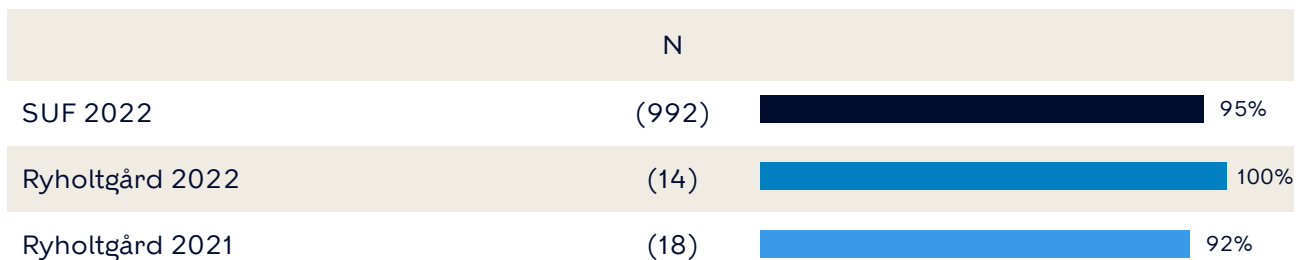 N
SUF 2022 (992) 95%
Ryholtgård 2022 (14) 100%
Ryholtgård 2021 (18) 92%